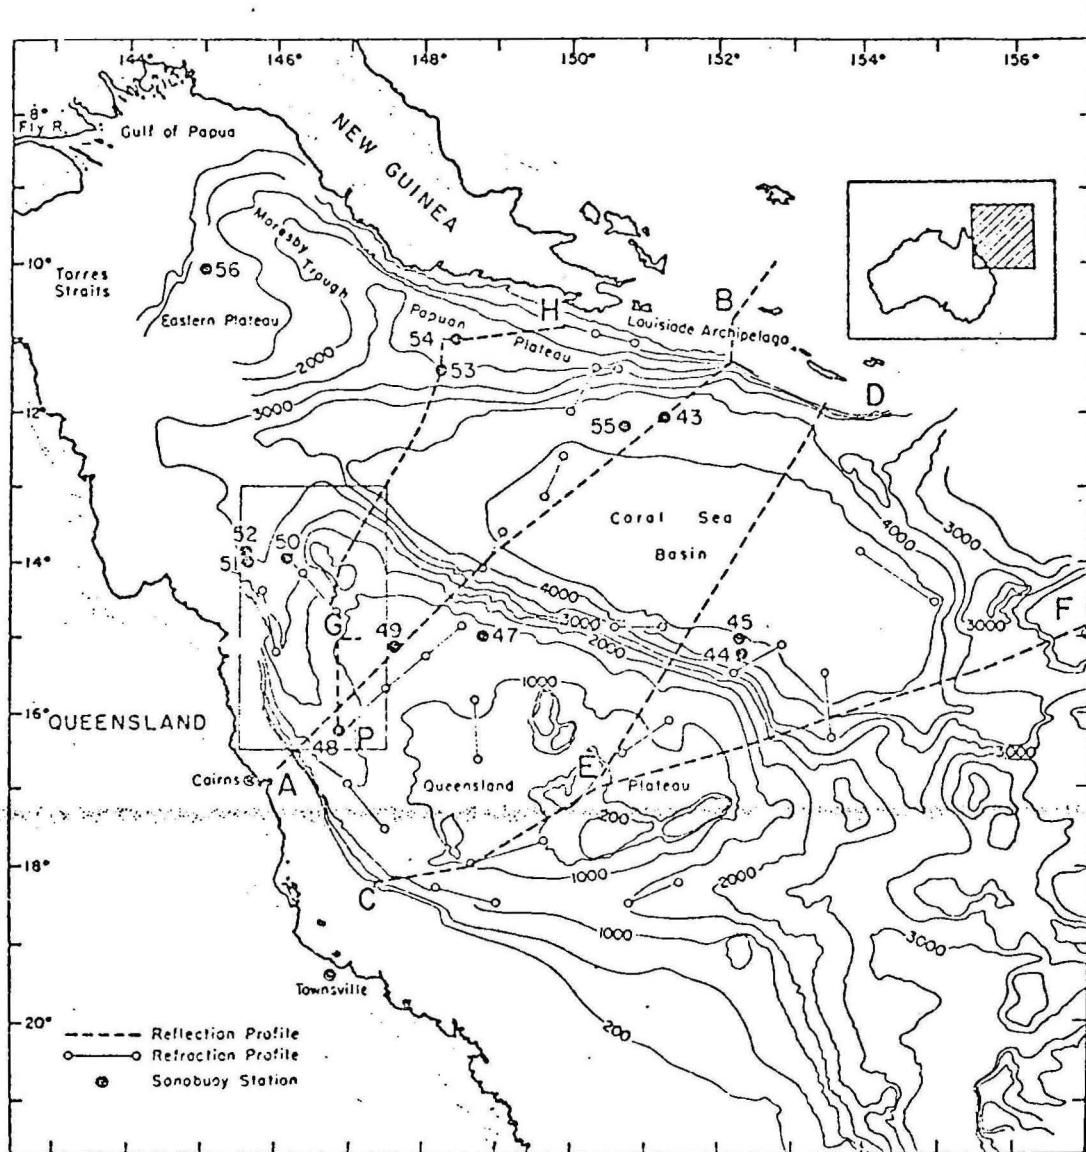 144° 146° 148° 150° 152° 154° 156°
8°
Fly R.
Gulf of Papua
NEW GUINEA
Moresby Trough
10°
56
Torres
Straits
Eastern Plateau
H
B
Papuan
Plateau
Louisiade Archipelago
54
53
2000
D
12°
3000
55
43
Coral Sea
Basin
4000
3000
52
50
51
14°
4000
3000
2000
45
44
F
3000
G
49
47
1000
16°
QUEENSLAND
48
P
3000
Cairns
A
E
Queensland
Plateau
200
18°
C
1000
2000
1000
3000
Townsville
200
20°
Reflection Profile
Refraction Profile
Sonobuoy Station